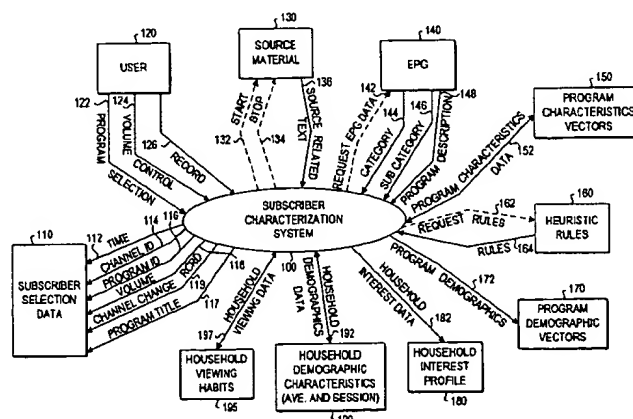 120
USER
130
SOURCE
MATERIAL
140
EPG
150
PROGRAM
CHARACTERISTICS
VECTORS
122
PROGRAM
SELECTION
124
VOLUME
CONTROL
126
RECORD
START
132
STOP
134
136
SOURCE RELATED
TEXT
142
REQUEST EPG DATA
144
CATEGORY
146
SUB CATEGORY
148
PROGRAM DESCRIPTION
PROGRAM CHARACTERISTICS
DATA
152
SUBSCRIBER
CHARACTERIZATION
SYSTEM
100
160
HEURISTIC
RULES
162
REQUEST RULES
RULES
164
110
SUBSCRIBER
SELECTION
DATA
112
TIME
114
CHANNEL ID
116
PROGRAM ID
RCRD
118
VOLUME
119
CHANNEL CHANGE
117
PROGRAM TITLE
197
HOUSEHOLD
VIEWING DATA
HOUSEHOLD
DEMOGRAPHICS
DATA
192
HOUSEHOLD
INTEREST DATA
182
PROGRAM DEMOGRAPHICS
172
170
PROGRAM
DEMOGRAPHIC
VECTORS
HOUSEHOLD
VIEWING
HABITS
195
HOUSEHOLD
DEMOGRAPHIC
CHARACTERISTICS
(AVE. AND SESSION)
190
HOUSEHOLD
INTEREST
PROFILE
180